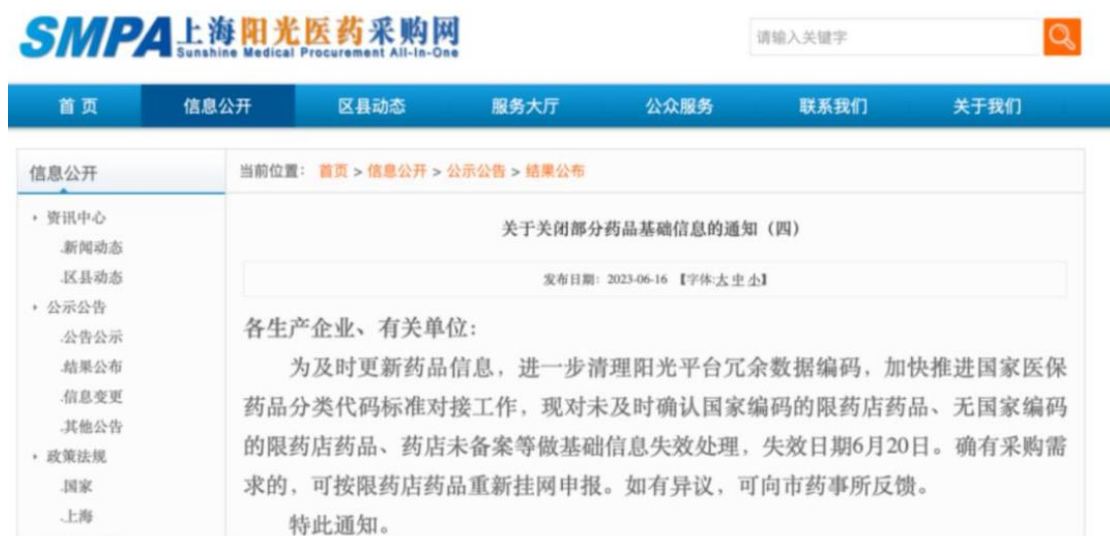 SMPA 上海阳光医药采购网
Sunshine Medical Procurement All-In-One
请输入关键字
首页 信息公开 区县动态 服务大厅 公众服务 联系我们 关于我们
信息公开
当前位置： 首页 > 信息公开 > 公示公告 > 结果公布
资讯中心
.新闻动态
.区县动态
公示公告
.公告公示
.结果公布
.信息变更
.其他公告
政策法规
.国家
.上海
关于关闭部分药品基础信息的通知（四）
发布日期：2023-06-16 【字体:大 中 小】
各生产企业、有关单位：
为及时更新药品信息，进一步清理阳光平台冗余数据编码，加快推进国家医保
药品分类代码标准对接工作，现对未及时确认国家编码的限药店药品、无国家编码
的限药店药品、药店未备案等做基础信息失效处理，失效日期6月20日。确有采购需
求的，可按限药店药品重新挂网申报。如有异议，可向市药事所反馈。
特此通知。